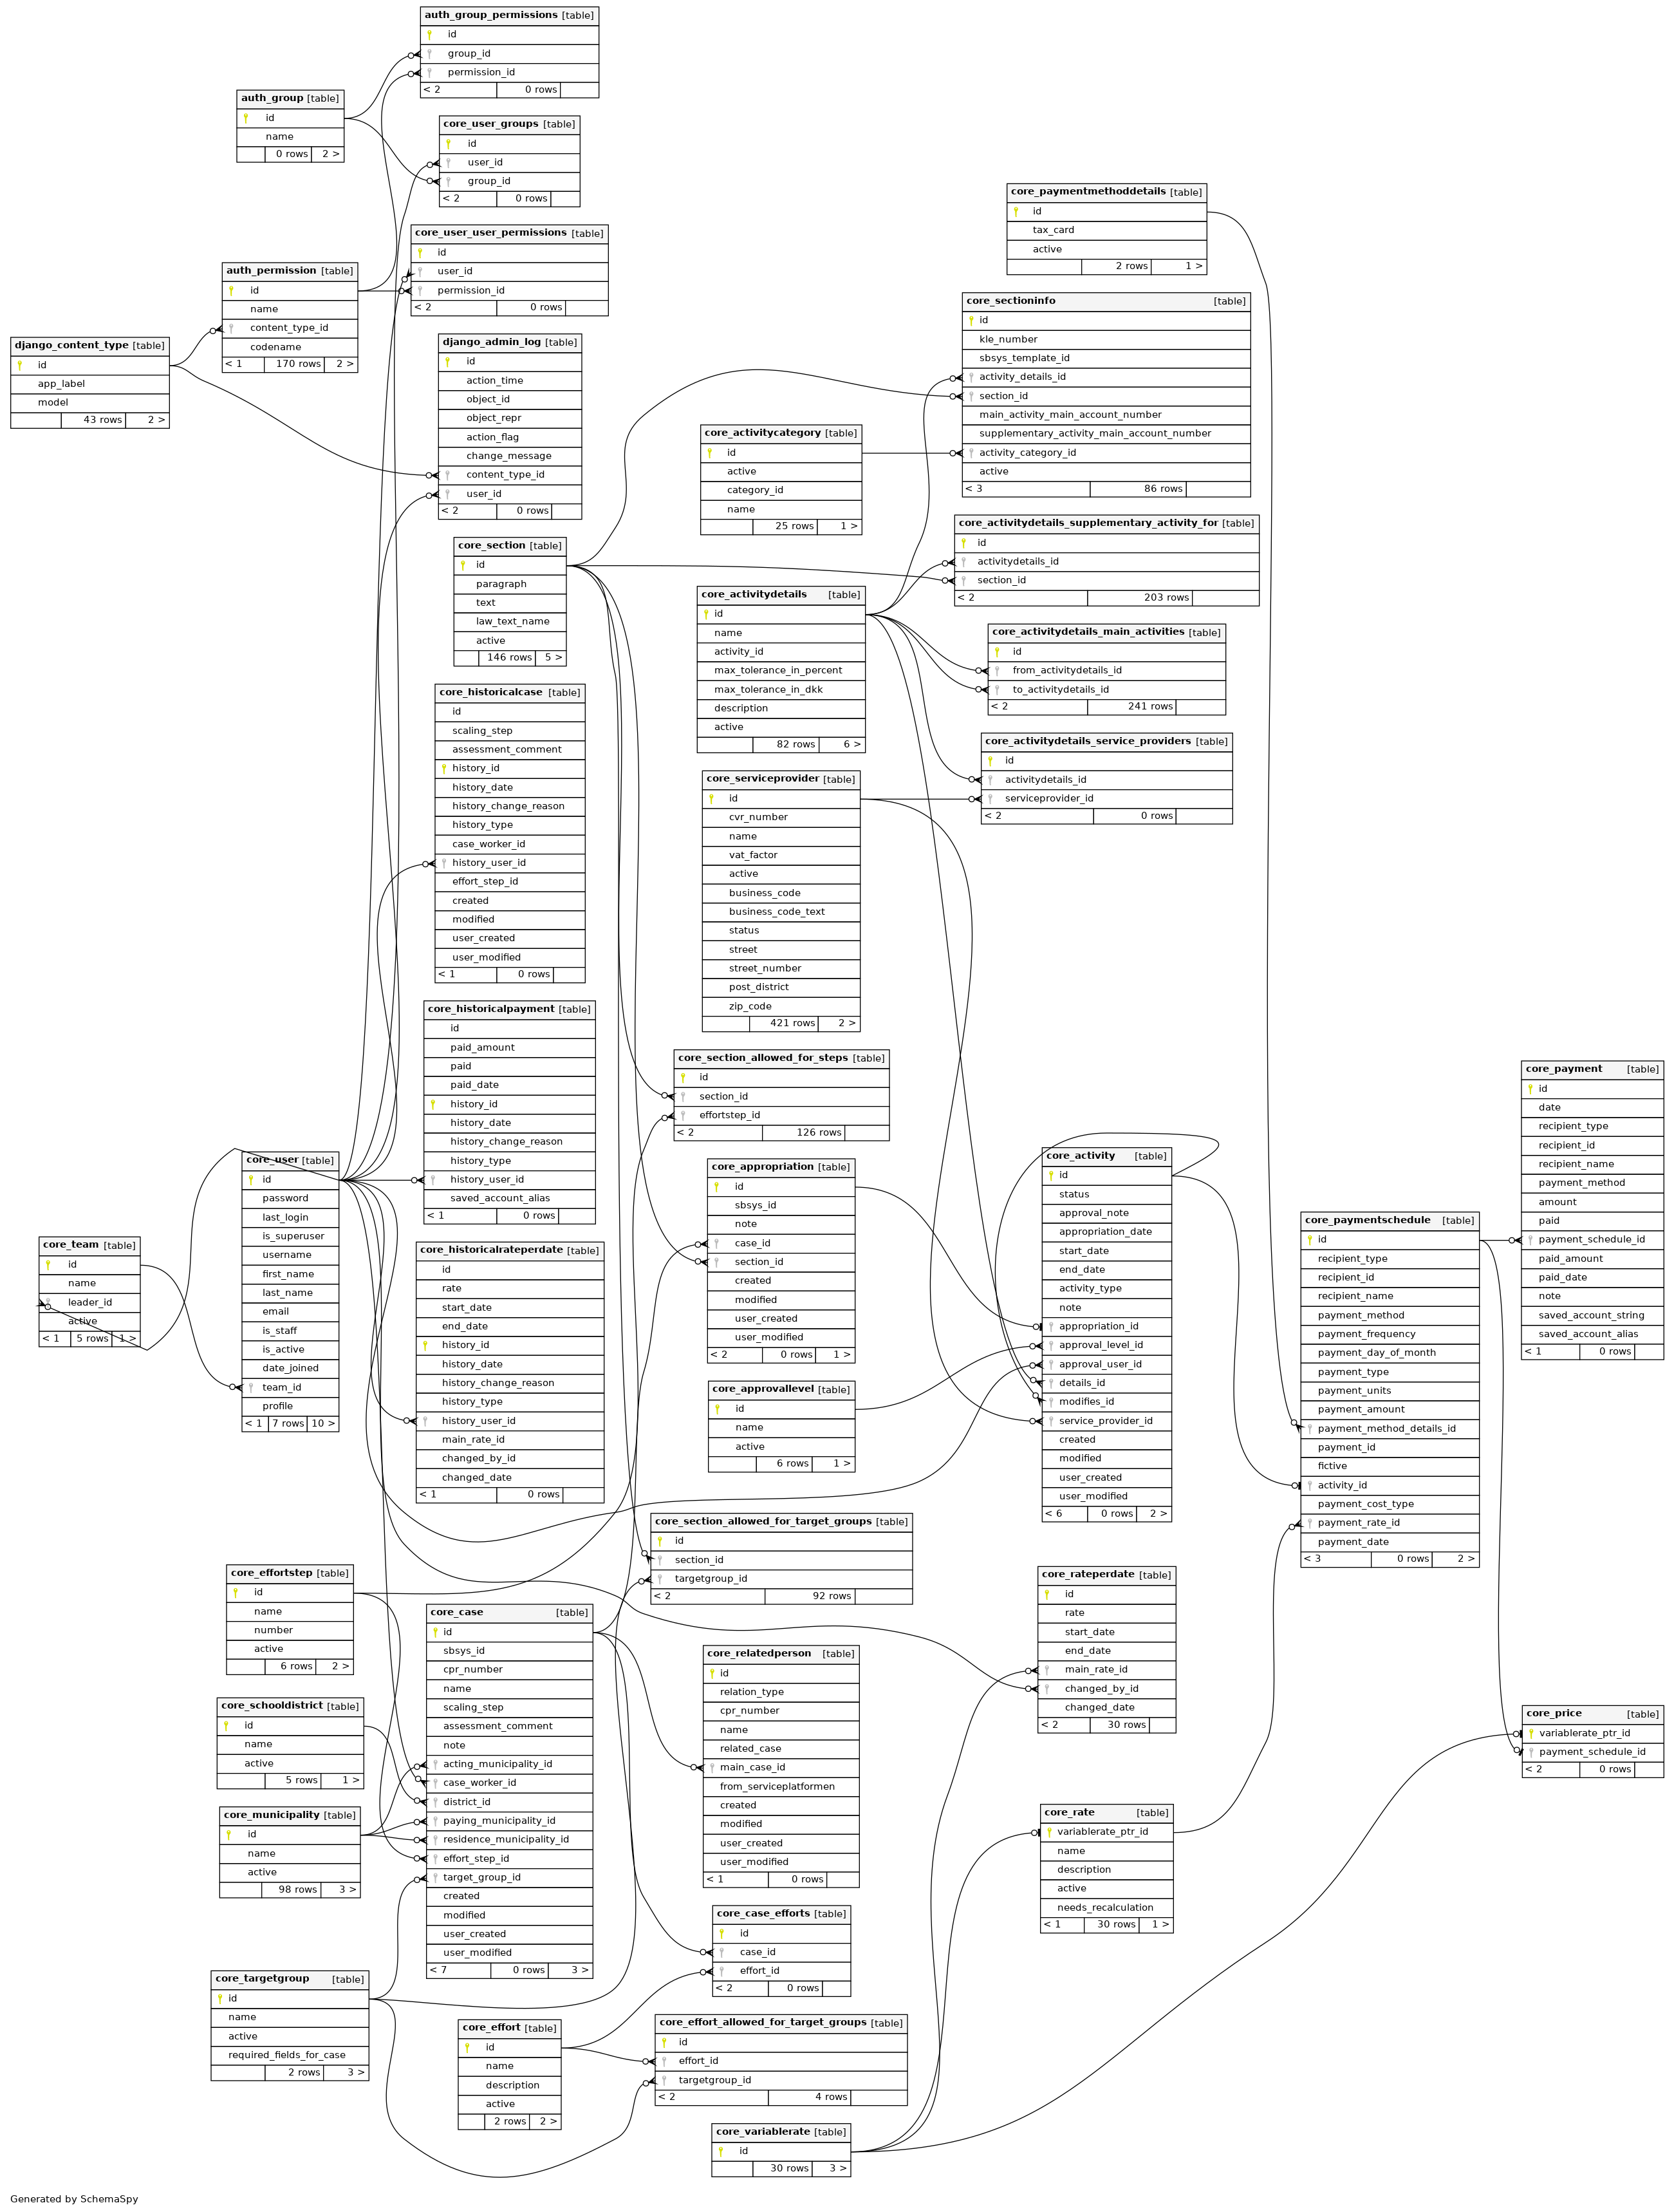 auth_group_permissions [table]
id
group_id
permission_id
< 2 0 rows
auth_group [table]
id
name
0 rows 2 >
core_user_groups [table]
id
user_id
group_id
< 2 0 rows
core_user_user_permissions [table]
id
user_id
permission_id
< 2 0 rows
auth_permission [table]
id
name
content_type_id
codename
< 1 170 rows 2 >
django_content_type [table]
id
app_label
model
43 rows 2 >
django_admin_log [table]
id
action_time
object_id
object_repr
action_flag
change_message
content_type_id
user_id
< 2 0 rows
core_section [table]
id
paragraph
text
law_text_name
active
146 rows 5 >
core_historicalcase [table]
id
scaling_step
assessment_comment
history_id
history_date
history_change_reason
history_type
case_worker_id
history_user_id
effort_step_id
created
modified
user_created
user_modified
< 1 0 rows
core_historicalpayment [table]
id
paid_amount
paid
paid_date
history_id
history_date
history_change_reason
history_type
history_user_id
saved_account_alias
< 1 0 rows
core_user [table]
id
password
last_login
is_superuser
username
first_name
last_name
email
is_staff
is_active
date_joined
team_id
profile
< 1 7 rows 10 >
core_team [table]
id
name
leader_id
active
< 1 5 rows 1 >
core_historicalrateperdate [table]
id
rate
start_date
end_date
history_id
history_date
history_change_reason
history_type
history_user_id
main_rate_id
changed_by_id
changed_date
< 1 0 rows
core_effortstep [table]
id
name
number
active
6 rows 2 >
core_schooldistrict [table]
id
name
active
5 rows 1 >
core_municipality [table]
id
name
active
98 rows 3 >
core_targetgroup [table]
id
name
active
required_fields_for_case
2 rows 3 >
core_case [table]
id
sbsys_id
cpr_number
name
scaling_step
assessment_comment
note
acting_municipality_id
case_worker_id
district_id
paying_municipality_id
residence_municipality_id
effort_step_id
target_group_id
created
modified
user_created
user_modified
< 7 0 rows 3 >
core_effort [table]
id
name
description
active
2 rows 2 >
core_activitycategory [table]
id
active
category_id
name
25 rows 1 >
core_activitydetails [table]
id
name
activity_id
max_tolerance_in_percent
max_tolerance_in_dkk
description
active
82 rows 6 >
core_serviceprovider [table]
id
cvr_number
name
vat_factor
active
business_code
business_code_text
status
street
street_number
post_district
zip_code
421 rows 2 >
core_section_allowed_for_steps [table]
id
section_id
effortstep_id
< 2 126 rows
core_appropriation [table]
id
sbsys_id
note
case_id
section_id
created
modified
user_created
user_modified
< 2 0 rows 1 >
core_approvallevel [table]
id
name
active
6 rows 1 >
core_section_allowed_for_target_groups [table]
id
section_id
targetgroup_id
< 2 92 rows
core_relatedperson [table]
id
relation_type
cpr_number
name
related_case
main_case_id
from_serviceplatformen
created
modified
user_created
user_modified
< 1 0 rows
core_case_efforts [table]
id
case_id
effort_id
< 2 0 rows
core_effort_allowed_for_target_groups [table]
id
effort_id
targetgroup_id
< 2 4 rows
core_variablerate [table]
id
30 rows 3 >
core_paymentmethoddetails [table]
id
tax_card
active
2 rows 1 >
core_sectioninfo [table]
id
kle_number
sbsys_template_id
activity_details_id
section_id
main_activity_main_account_number
supplementary_activity_main_account_number
activity_category_id
active
< 3 86 rows
core_activitydetails_supplementary_activity_for [table]
id
activitydetails_id
section_id
< 2 203 rows
core_activitydetails_main_activities [table]
id
from_activitydetails_id
to_activitydetails_id
< 2 241 rows
core_activitydetails_service_providers [table]
id
activitydetails_id
serviceprovider_id
< 2 0 rows
core_activity [table]
id
status
approval_note
appropriation_date
start_date
end_date
activity_type
note
appropriation_id
approval_level_id
approval_user_id
details_id
modifies_id
service_provider_id
created
modified
user_created
user_modified
< 6 0 rows 2 >
core_rateperdate [table]
id
rate
start_date
end_date
main_rate_id
changed_by_id
changed_date
< 2 30 rows
core_rate [table]
variablerate_ptr_id
name
description
active
needs_recalculation
< 1 30 rows 1 >
core_paymentschedule [table]
id
recipient_type
recipient_id
recipient_name
payment_method
payment_frequency
payment_day_of_month
payment_type
payment_units
payment_amount
payment_method_details_id
payment_id
fictive
activity_id
payment_cost_type
payment_rate_id
payment_date
< 3 0 rows 2 >
core_payment [table]
id
date
recipient_type
recipient_id
recipient_name
payment_method
amount
paid
payment_schedule_id
paid_amount
paid_date
note
saved_account_string
saved_account_alias
< 1 0 rows
core_price [table]
variablerate_ptr_id
payment_schedule_id
< 2 0 rows
Generated by SchemaSpy